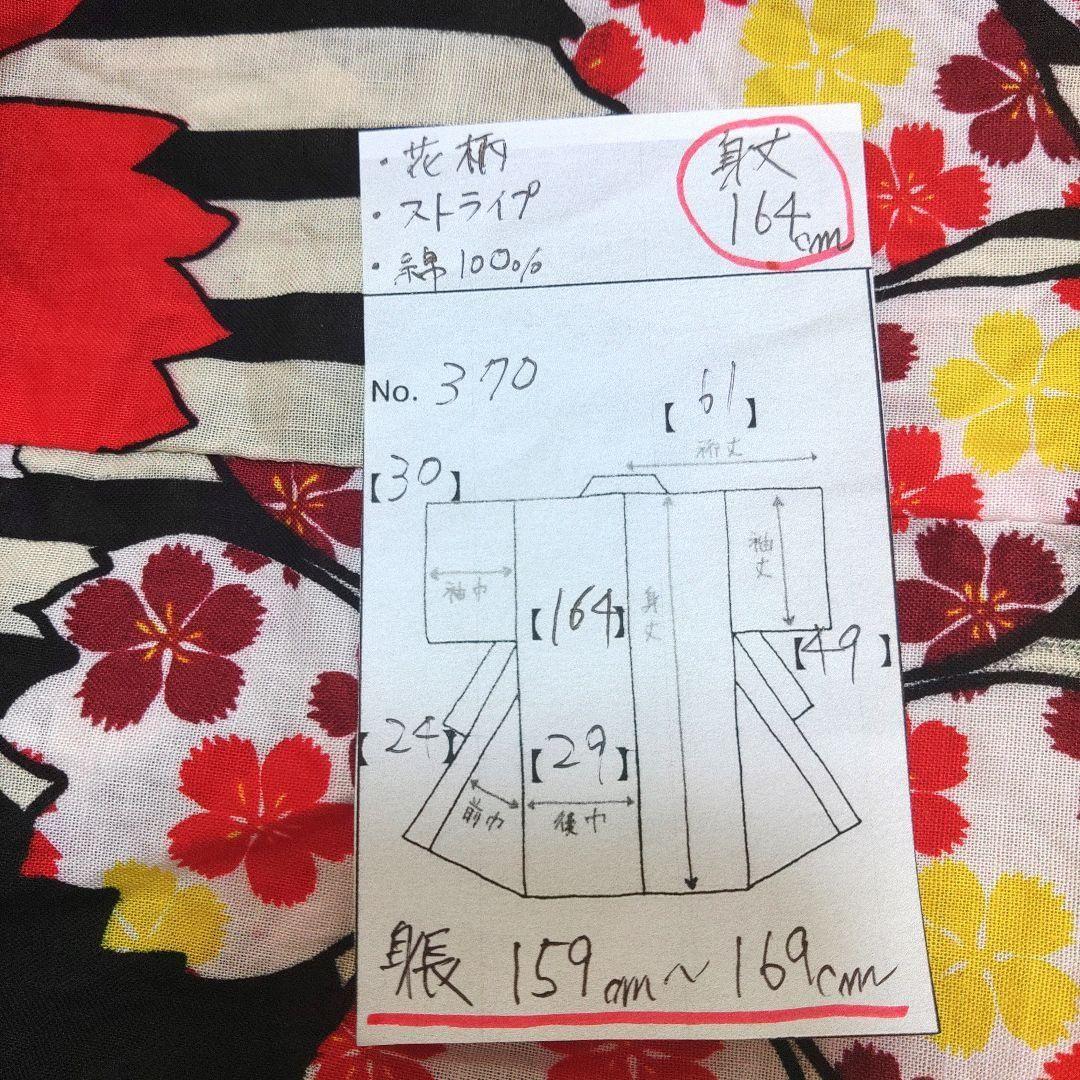 ・花柄
・ストライプ
・綿100%
身丈
164cm
No. 370
【61】
裄丈
【30】
袖巾
袖丈
【164】
身丈
【49】
【24】
【29】
前巾
後巾
身長 159cm〜169cm